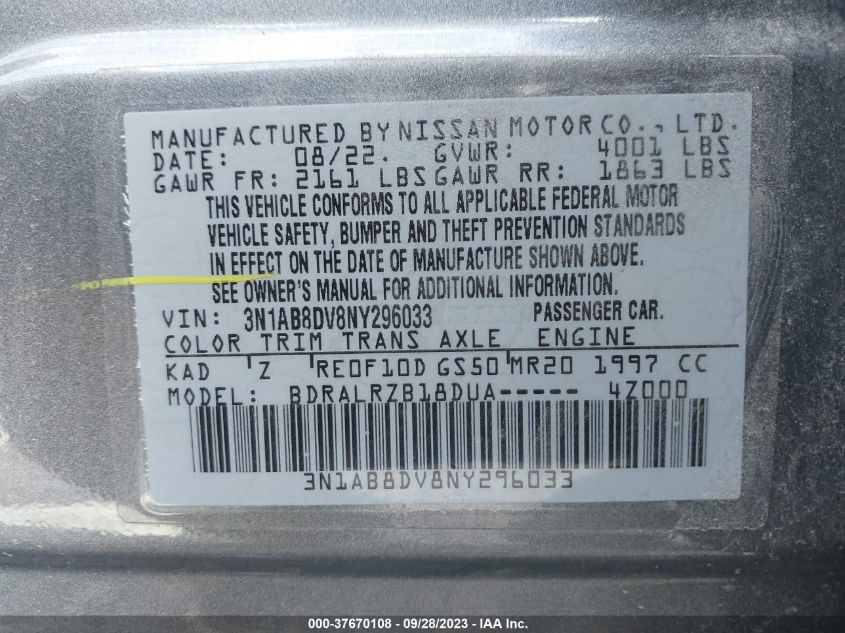 MANUFACTURED BY NISSAN MOTOR CO., LTD.
DATE: 08/22. GVWR: 4001 LBS
GAWR FR: 2161 LBS GAWR RR: 1863 LBS
THIS VEHICLE CONFORMS TO ALL APPLICABLE FEDERAL MOTOR
VEHICLE SAFETY, BUMPER AND THEFT PREVENTION STANDARDS
IN EFFECT ON THE DATE OF MANUFACTURE SHOWN ABOVE.
SEE OWNER'S MANUAL FOR ADDITIONAL INFORMATION.
VIN: 3N1AB8DV8NY296033 PASSENGER CAR.
COLOR TRIM TRANS AXLE ENGINE
KAD Z RE0F10D GS50 MR20 1997 CC
MODEL: BDRALRZB18DUA----- 4Z000
3N1AB8DV8NY296033
000-37670108 - 09/28/2023 - IAA Inc.